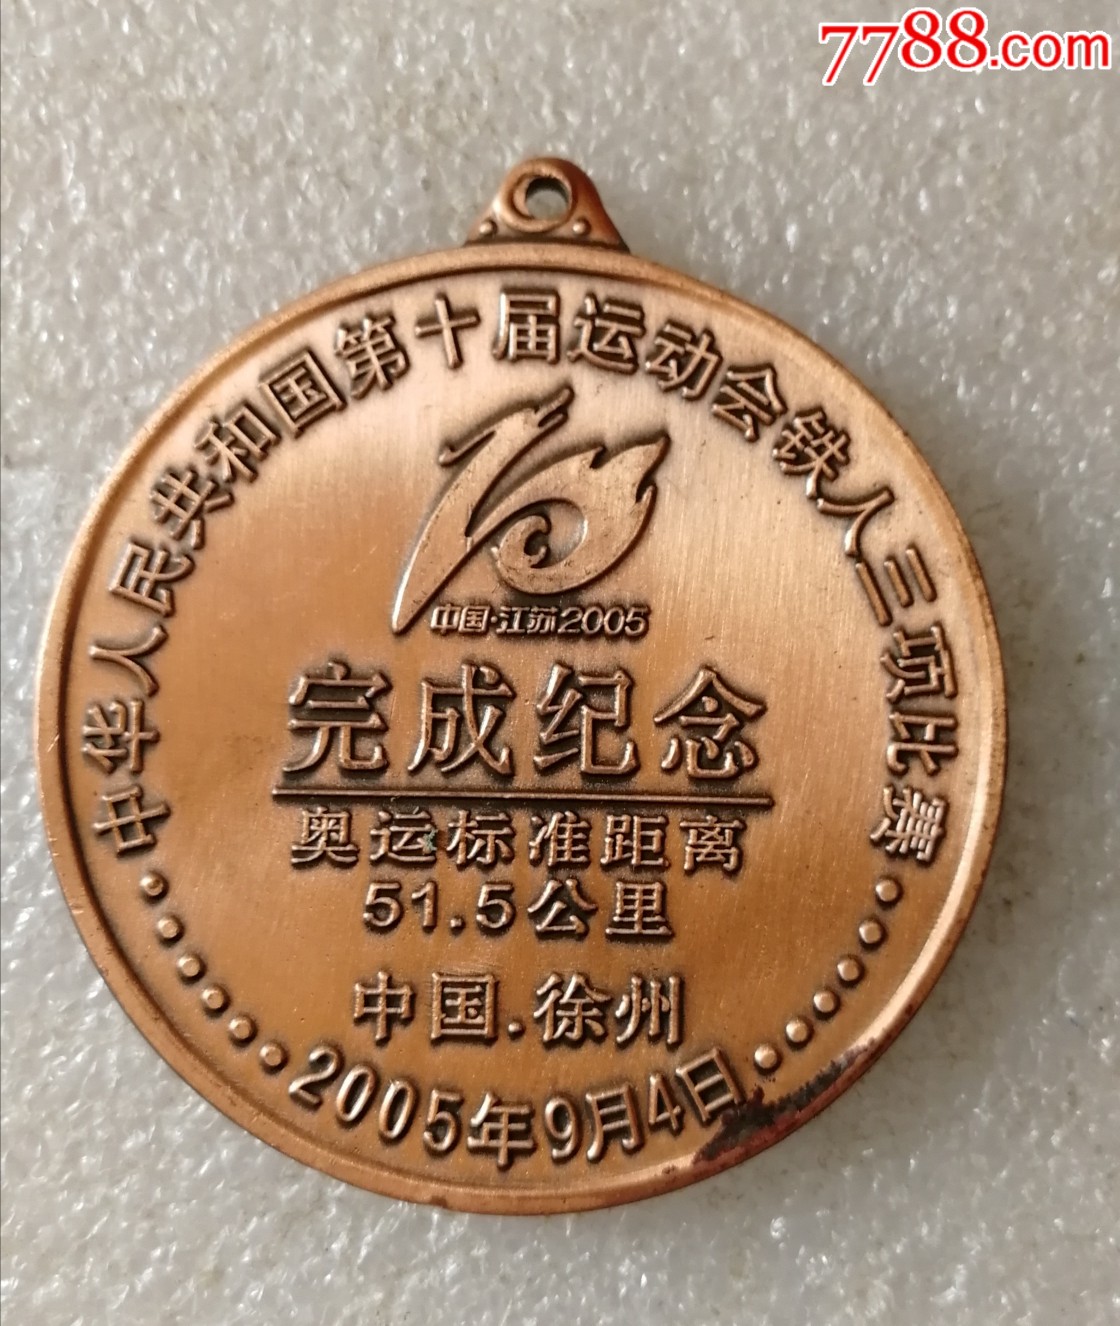 7788.com
中华人民共和国第十届运动会铁人三项比赛
中国·江苏2005
完成纪念
奥运标准距离
51.5公里
中国.徐州
2005年9月4日